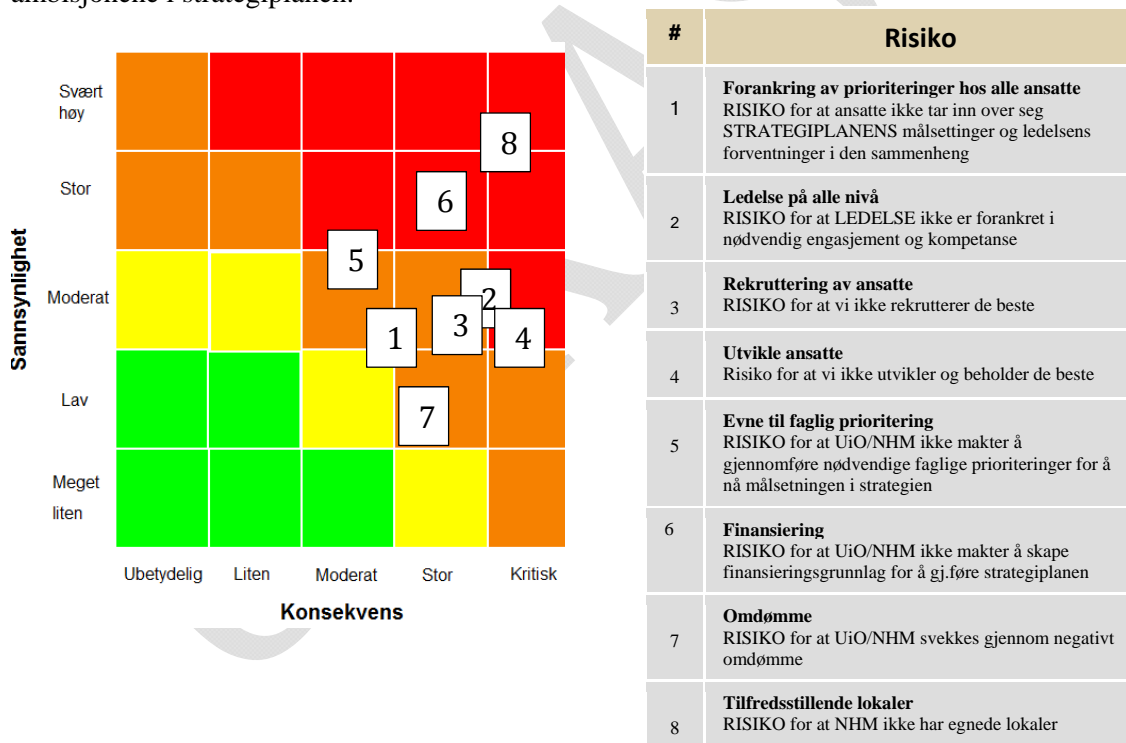 ambisjonene i strategiplanen.
Svært
høy
Stor
Moderat
Lav
Meget
liten
Sannsynlighet
8
6
5
2
3
1
4
7
Ubetydelig Liten Moderat Stor Kritisk
Konsekvens
# Risiko
1
Forankring av prioriteringer hos alle ansatte
RISIKO for at ansatte ikke tar inn over seg
STRATEGIPLANENS målsettinger og ledelsens
forventninger i den sammenheng
2
Ledelse på alle nivå
RISIKO for at LEDELSE ikke er forankret i
nødvendig engasjement og kompetanse
3
Rekruttering av ansatte
RISIKO for at vi ikke rekrutterer de beste
4
Utvikle ansatte
Risiko for at vi ikke utvikler og beholder de beste
5
Evne til faglig prioritering
RISIKO for at UiO/NHM ikke makter å
gjennomføre nødvendige faglige prioriteringer for å
nå målsetningen i strategien
6
Finansiering
RISIKO for at UiO/NHM ikke makter å skape
finansieringsgrunnlag for å gj.føre strategiplanen
7
Omdømme
RISIKO for at UiO/NHM svekkes gjennom negativt
omdømme
8
Tilfredsstillende lokaler
RISIKO for at NHM ikke har egnede lokaler